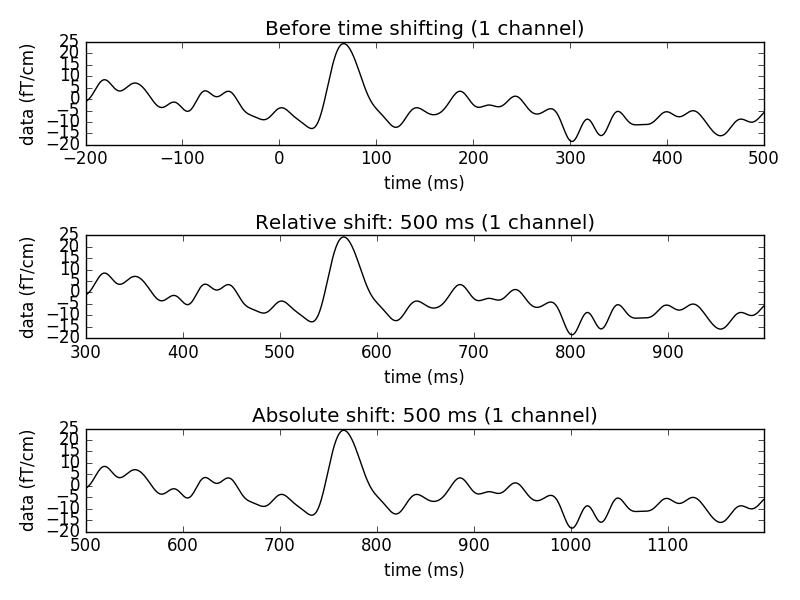 Before time shifting (1 channel)
data (fT/cm)
25
20
15
10
5
0
−5
−10
−15
−20
−200 −100 0 100 200 300 400 500
time (ms)
Relative shift: 500 ms (1 channel)
data (fT/cm)
25
20
15
10
5
0
−5
−10
−15
−20
300 400 500 600 700 800 900
time (ms)
Absolute shift: 500 ms (1 channel)
data (fT/cm)
25
20
15
10
5
0
−5
−10
−15
−20
500 600 700 800 900 1000 1100
time (ms)